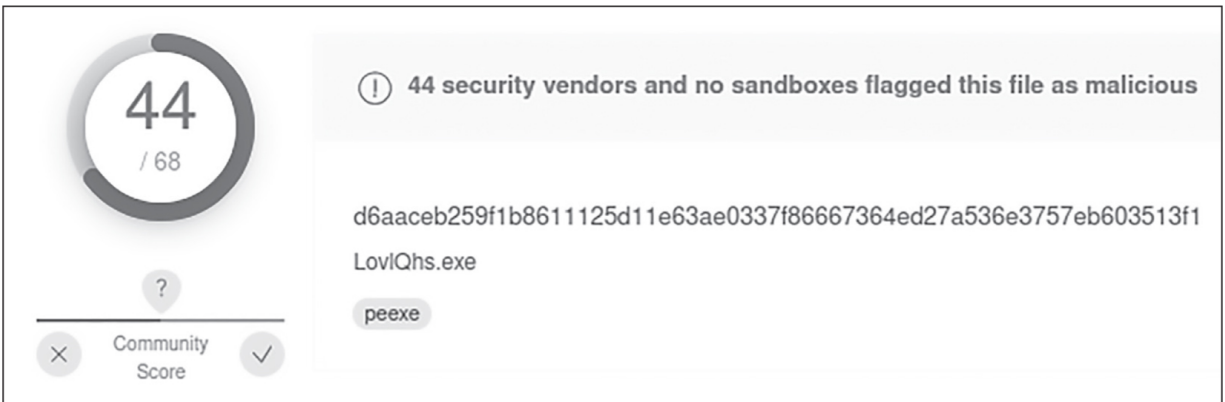 44
/ 68
?
Community
Score
44 security vendors and no sandboxes flagged this file as malicious
d6aaceb259f1b8611125d11e63ae0337f86667364ed27a536e3757eb603513f1
LovlQhs.exe
peexe